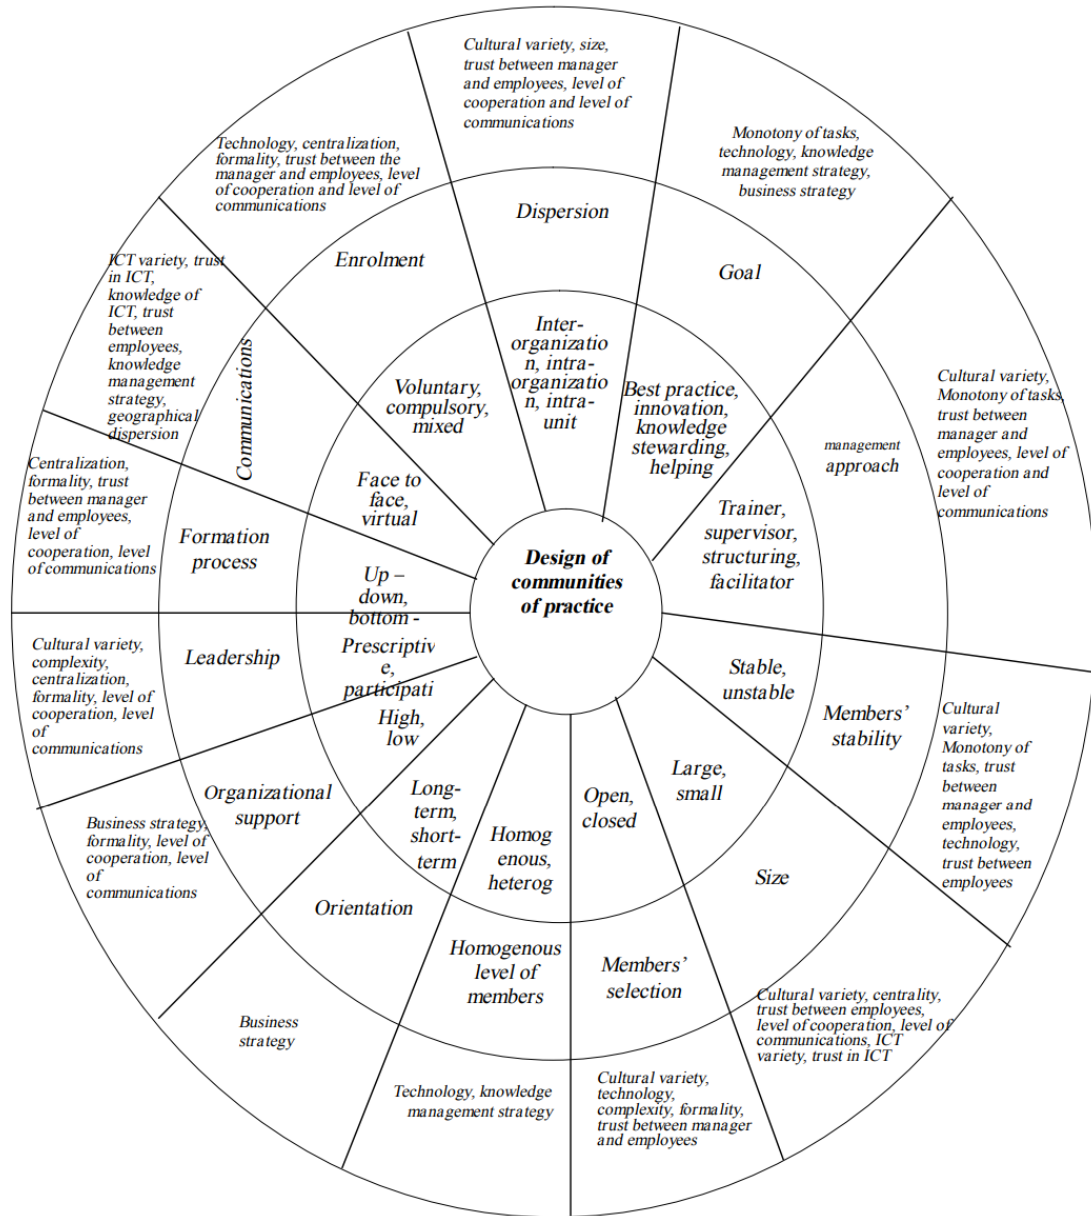 Cultural variety, size,
trust between manager
and employees, level of
cooperation and level of
communications
Dispersion
Inter-
organizatio
n, intra-
organizatio
n, intra-
unit
Monotony of tasks,
technology, knowledge
management strategy,
business strategy
Goal
Best practice,
innovation,
knowledge
stewarding,
helping
Cultural variety,
Monotony of tasks,
trust between
manager and
employees, level of
cooperation and
level of
communications
management
approach
Trainer,
supervisor,
structuring,
facilitator
Cultural
variety,
Monotony of
tasks, trust
between
manager and
employees,
technology,
trust between
employees
Members'
stability
Stable,
unstable
Cultural variety, centrality,
trust between employees,
level of cooperation, level of
communications, ICT
variety, trust in ICT
Size
Large,
small
Cultural variety,
technology,
complexity, formality,
trust between manager
and employees
Members'
selection
Open,
closed
Technology, knowledge
management strategy
Homogenous
level of
members
Homog
enous,
heterog
Business
strategy
Orientation
Long-
term,
short-
term
Business strategy,
formality, level of
cooperation, level
of
communications
Organizational
support
High,
low
Cultural variety,
complexity,
centralization,
formality, level of
cooperation, level
of
communications
Leadership
Prescriptiv
e,
participati
Centralization,
formality, trust
between manager
and employees,
level of
cooperation, level
of communications
Formation
process
Up –
down,
bottom -
ICT variety, trust
in ICT,
knowledge of
ICT, trust
between
employees,
knowledge
management
strategy,
geographical
dispersion
Communications
Face to
face,
virtual
Technology, centralization,
formality, trust between the
manager and employees, level
of cooperation and level of
communications
Enrolment
Voluntary,
compulsory,
mixed
Design of
communities
of practice